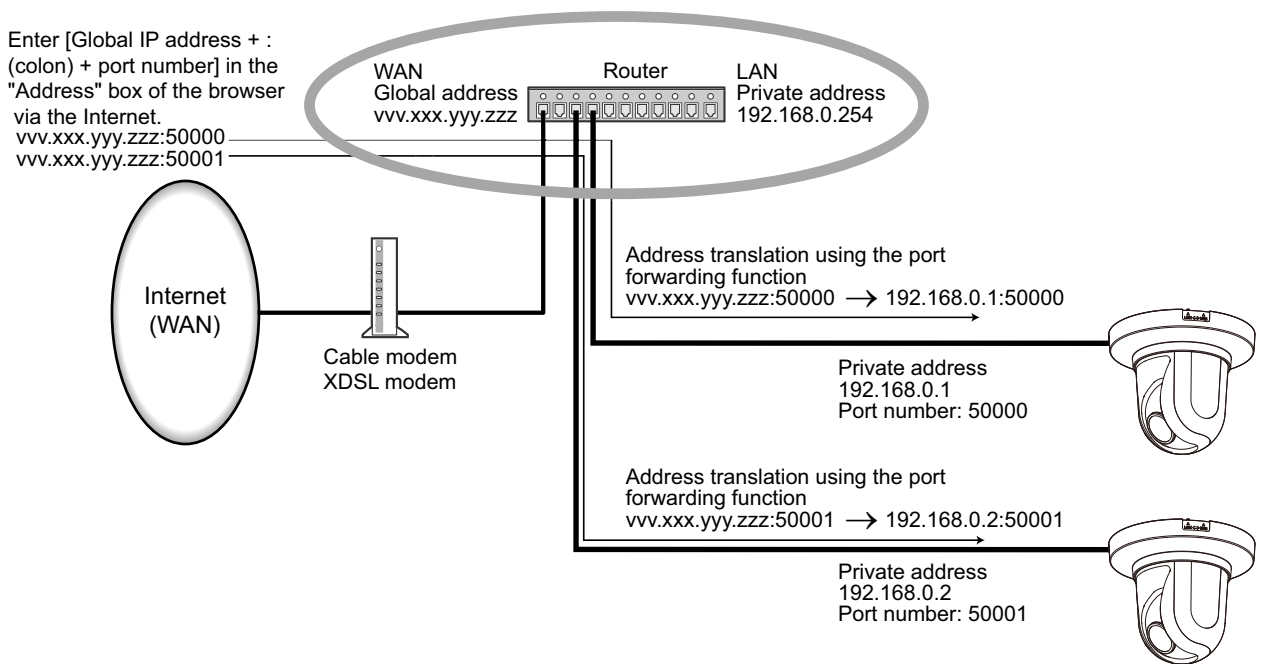 Enter [Global IP address + :
(colon) + port number] in the
"Address" box of the browser
via the Internet.
vvv.xxx.yyy.zzz:50000
vvv.xxx.yyy.zzz:50001
WAN
Global address
vvv.xxx.yyy.zzz
Router
LAN
Private address
192.168.0.254
Internet
(WAN)
Cable modem
XDSL modem
Address translation using the port
forwarding function
vvv.xxx.yyy.zzz:50000 → 192.168.0.1:50000
Private address
192.168.0.1
Port number: 50000
Address translation using the port
forwarding function
vvv.xxx.yyy.zzz:50001 → 192.168.0.2:50001
Private address
192.168.0.2
Port number: 50001